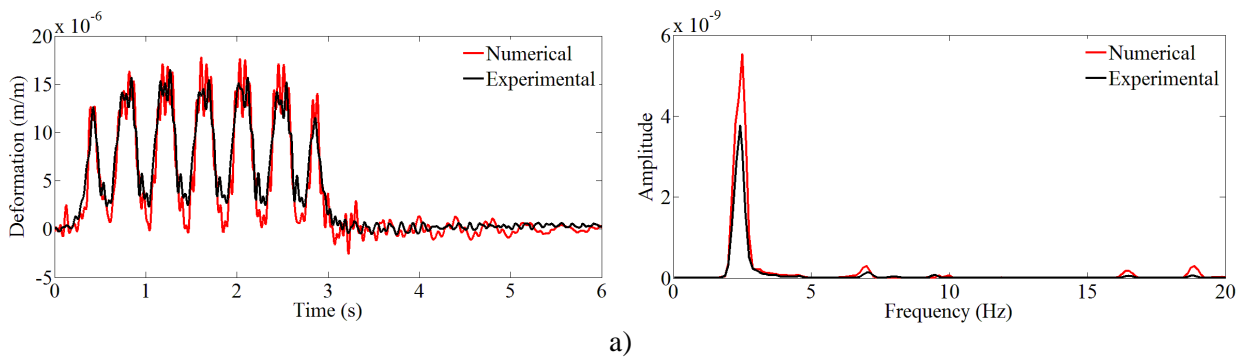 x 10^-6
20
15
10
5
0
-5
Deformation (m/m)
0 1 2 3 4 5 6
Time (s)
Numerical
Experimental
x 10^-9
6
4
2
0
Amplitude
0 5 10 15 20
Frequency (Hz)
Numerical
Experimental
a)